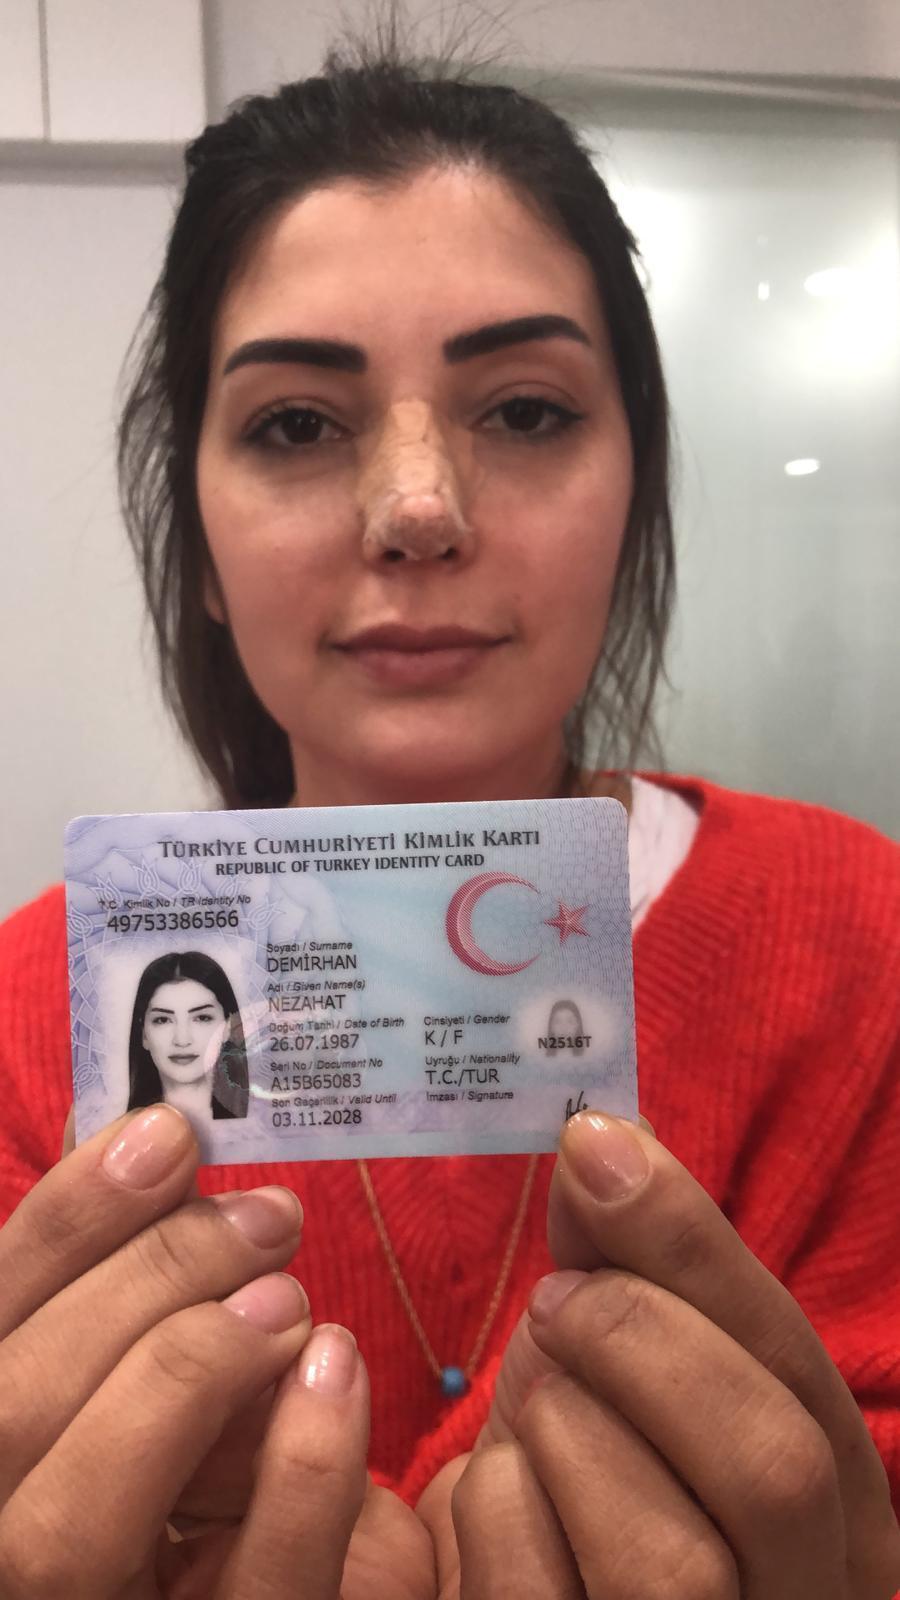 TÜRKİYE CUMHURİYETİ KİMLİK KARTI
REPUBLIC OF TURKEY IDENTITY CARD
T.C. Kimlik No / TR Identity No
49753386566
Soyadı / Surname
DEMİRHAN
Adı / Given Name(s)
NEZAHAT
Doğum Tarihi / Date of Birth
26.07.1987
Cinsiyeti / Gender
K / F
N2516T
Seri No / Document No
A15B65083
Uyruğu / Nationality
T.C./TUR
Son Geçerlilik / Valid Until
03.11.2028
İmzası / Signature